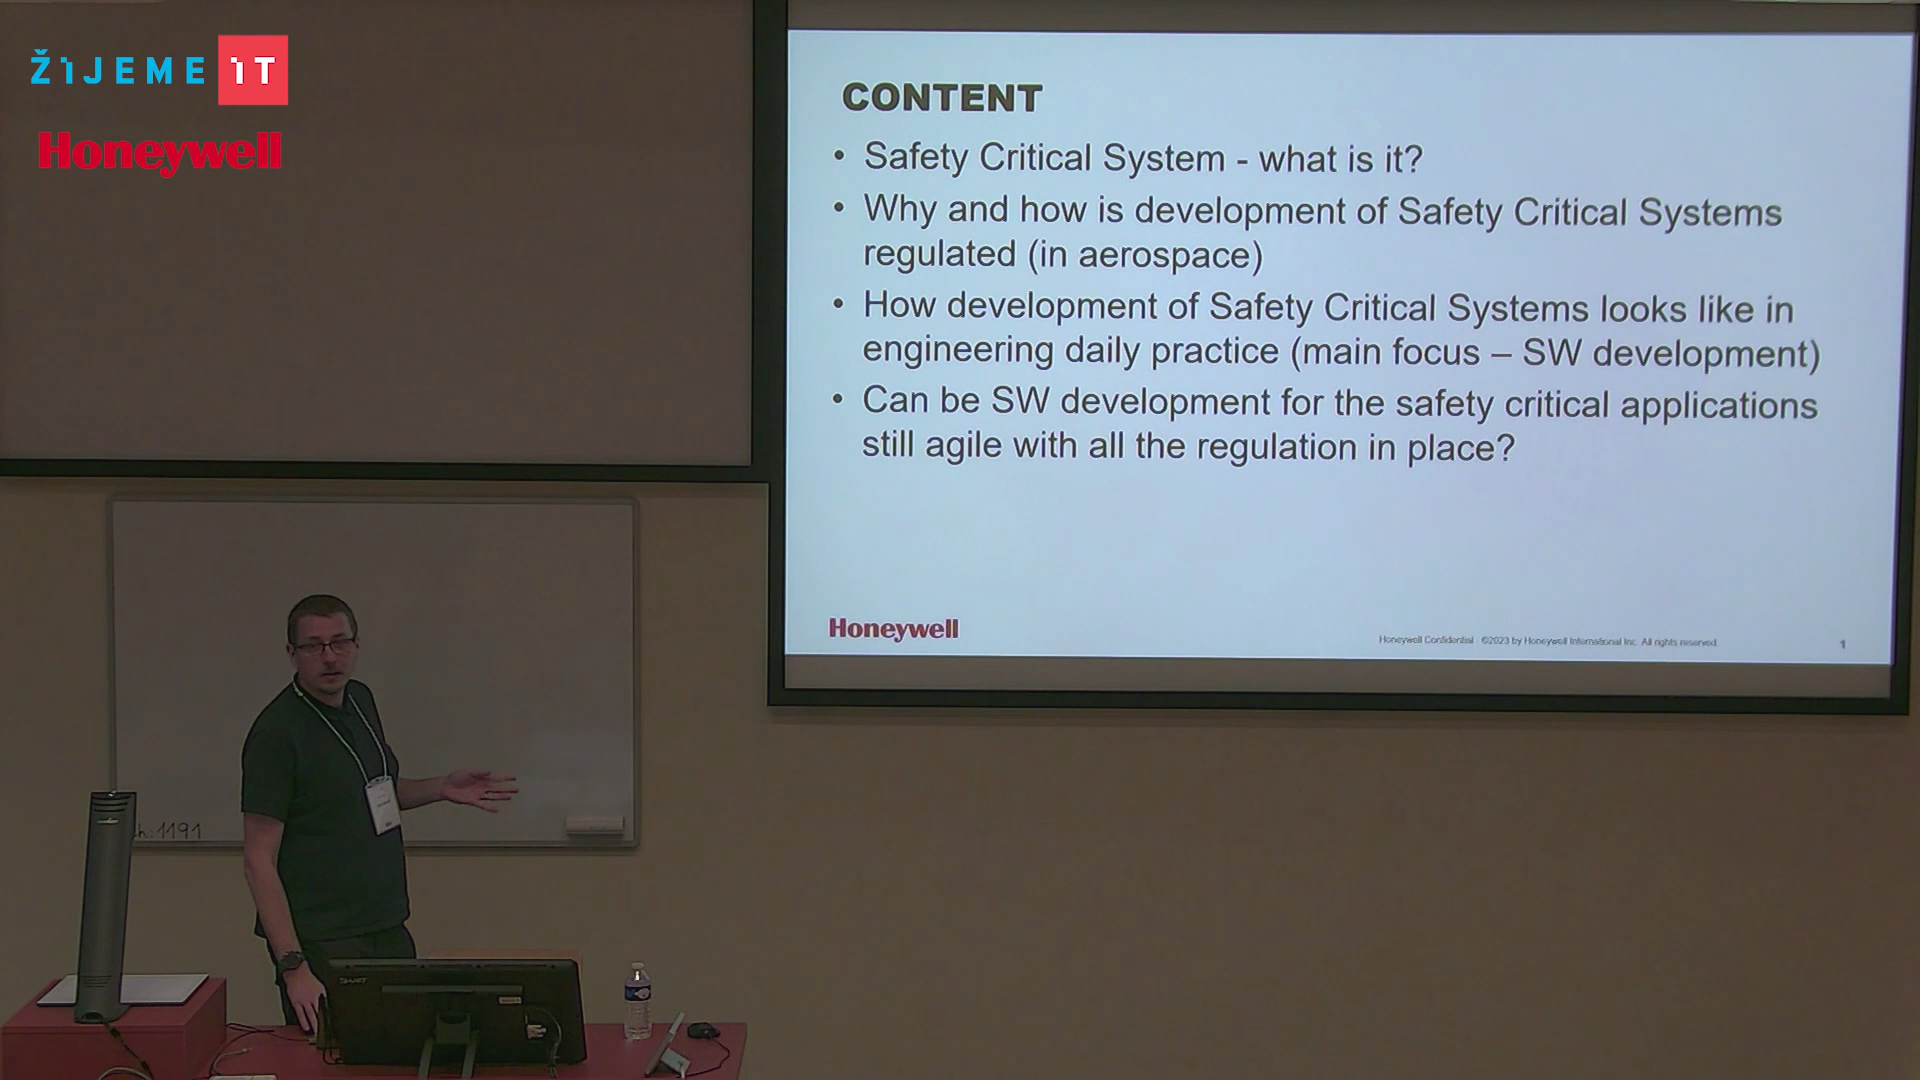 ŽIJEME IT
Honeywell
CONTENT
• Safety Critical System - what is it?
• Why and how is development of Safety Critical Systems
regulated (in aerospace)
• How development of Safety Critical Systems looks like in
engineering daily practice (main focus – SW development)
• Can be SW development for the safety critical applications
still agile with all the regulation in place?
Honeywell
Honeywell Confidential - ©2023 by Honeywell International Inc. All rights reserved.
1
1191
SMART